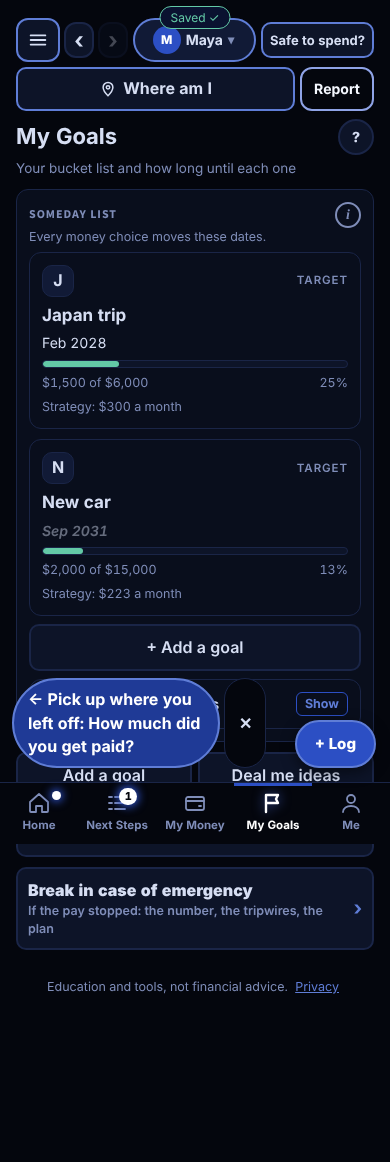 Saved ✓
M Maya ▾
Safe to spend?
Where am I
Report
My Goals
?
Your bucket list and how long until each one
SOMEDAY LIST
i
Every money choice moves these dates.
J
TARGET
Japan trip
Feb 2028
$1,500 of $6,000
25%
Strategy: $300 a month
N
TARGET
New car
Sep 2031
$2,000 of $15,000
13%
Strategy: $223 a month
+ Add a goal
← Pick up where you
left off: How much did
you get paid?
×
Show
+ Log
Add a goal
Deal me ideas
1
Home
Next Steps
My Money
My Goals
Me
Break in case of emergency
If the pay stopped: the number, the tripwires, the
plan
Education and tools, not financial advice. Privacy